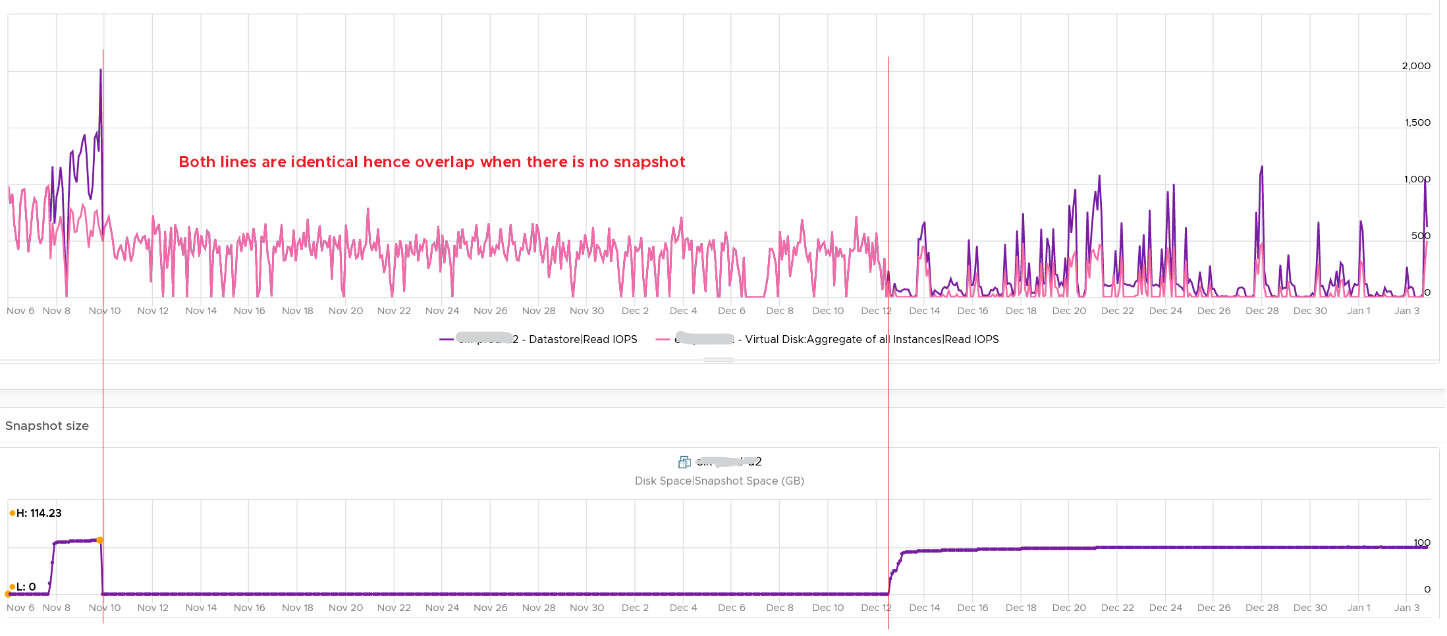 2,000
1,500
Both lines are identical hence overlap when there is no snapshot
1,000
500
0
Nov 6 Nov 8 Nov 10 Nov 12 Nov 14 Nov 16 Nov 18 Nov 20 Nov 22 Nov 24 Nov 26 Nov 28 Nov 30 Dec 2 Dec 4 Dec 6 Dec 8 Dec 10 Dec 12 Dec 14 Dec 16 Dec 18 Dec 20 Dec 22 Dec 24 Dec 26 Dec 28 Dec 30 Jan 1 Jan 3
2 - Datastore|Read IOPS - Virtual Disk:Aggregate of all Instances|Read IOPS
Snapshot size
Disk Space|Snapshot Space (GB)
H: 114.23
100
L: 0
0
Nov 6 Nov 8 Nov 10 Nov 12 Nov 14 Nov 16 Nov 18 Nov 20 Nov 22 Nov 24 Nov 26 Nov 28 Nov 30 Dec 2 Dec 4 Dec 6 Dec 8 Dec 10 Dec 12 Dec 14 Dec 16 Dec 18 Dec 20 Dec 22 Dec 24 Dec 26 Dec 28 Dec 30 Jan 1 Jan 3